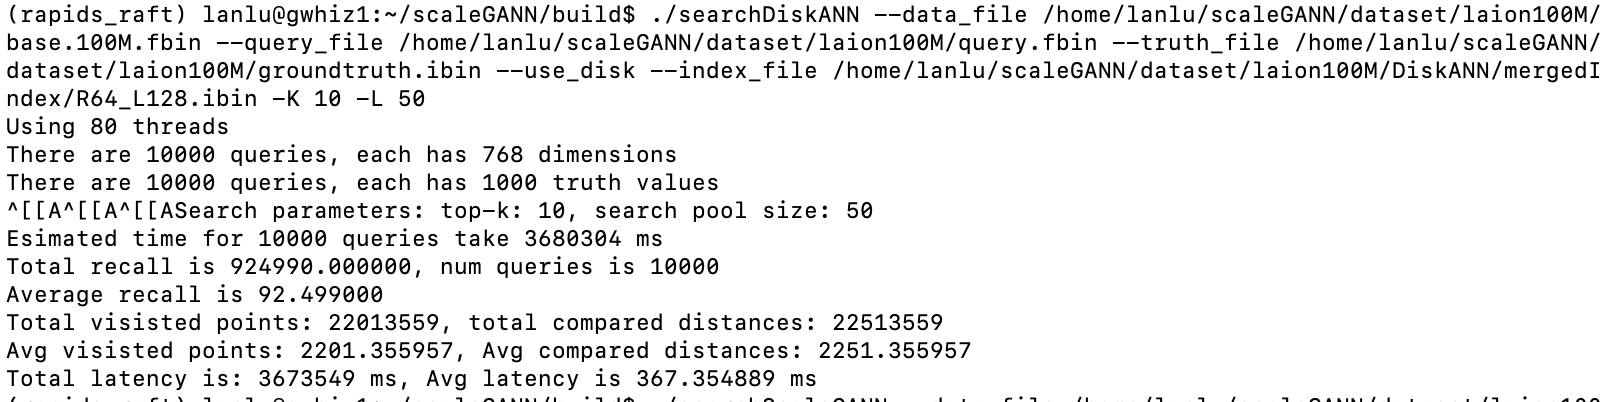 (rapids_raft) lanlu@gwhiz1:~/scaleGANN/build$ ./searchDiskANN --data_file /home/lanlu/scaleGANN/dataset/laion100M/
base.100M.fbin --query_file /home/lanlu/scaleGANN/dataset/laion100M/query.fbin --truth_file /home/lanlu/scaleGANN/
dataset/laion100M/groundtruth.ibin --use_disk --index_file /home/lanlu/scaleGANN/dataset/laion100M/DiskANN/mergedI
ndex/R64_L128.ibin -K 10 -L 50
Using 80 threads
There are 10000 queries, each has 768 dimensions
There are 10000 queries, each has 1000 truth values
^[[A^[[A^[[ASearch parameters: top-k: 10, search pool size: 50
Esimated time for 10000 queries take 3680304 ms
Total recall is 924990.000000, num queries is 10000
Average recall is 92.499000
Total visisted points: 22013559, total compared distances: 22513559
Avg visisted points: 2201.355957, Avg compared distances: 2251.355957
Total latency is: 3673549 ms, Avg latency is 367.354889 ms